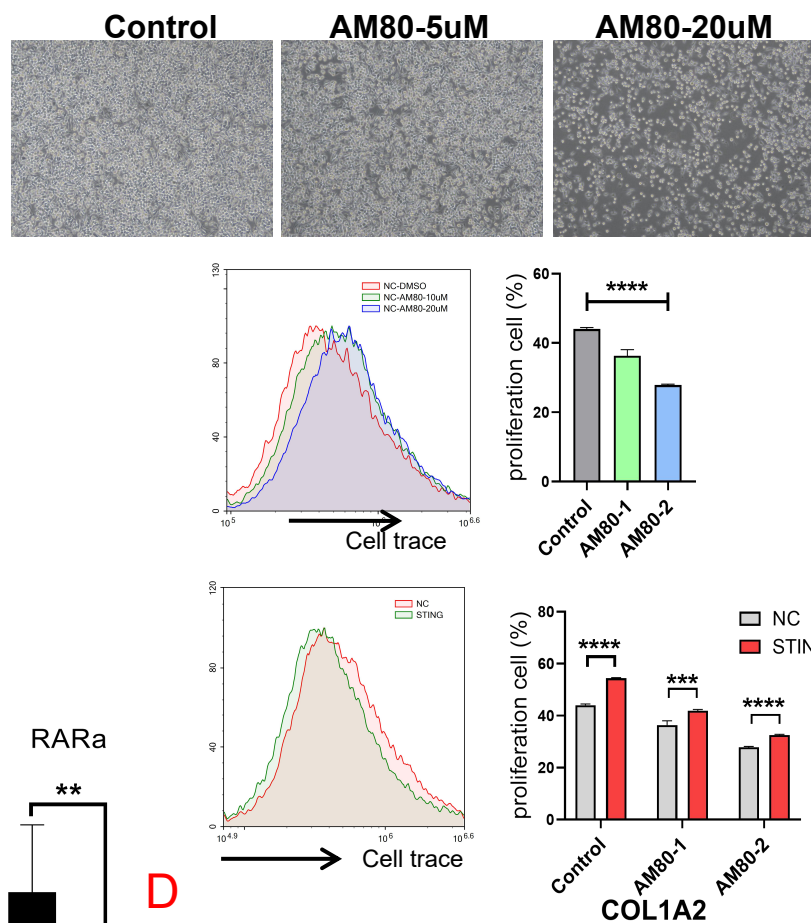 Control AM80-5uM AM80-20uM
130
80
40
0
10^5
10^6.6
NC-DMSO
NC-AM80-10uM
NC-AM80-20uM
Cell trace
proliferation cell (%)
60
40
20
0
****
Control
AM80-1
AM80-2
120
80
40
0
10^4.9
10^6
10^6.6
NC
STING
Cell trace
proliferation cell (%)
80
60
40
20
0
NC
STIN
****
***
****
Control
AM80-1
AM80-2
RARa
**
D
COL1A2